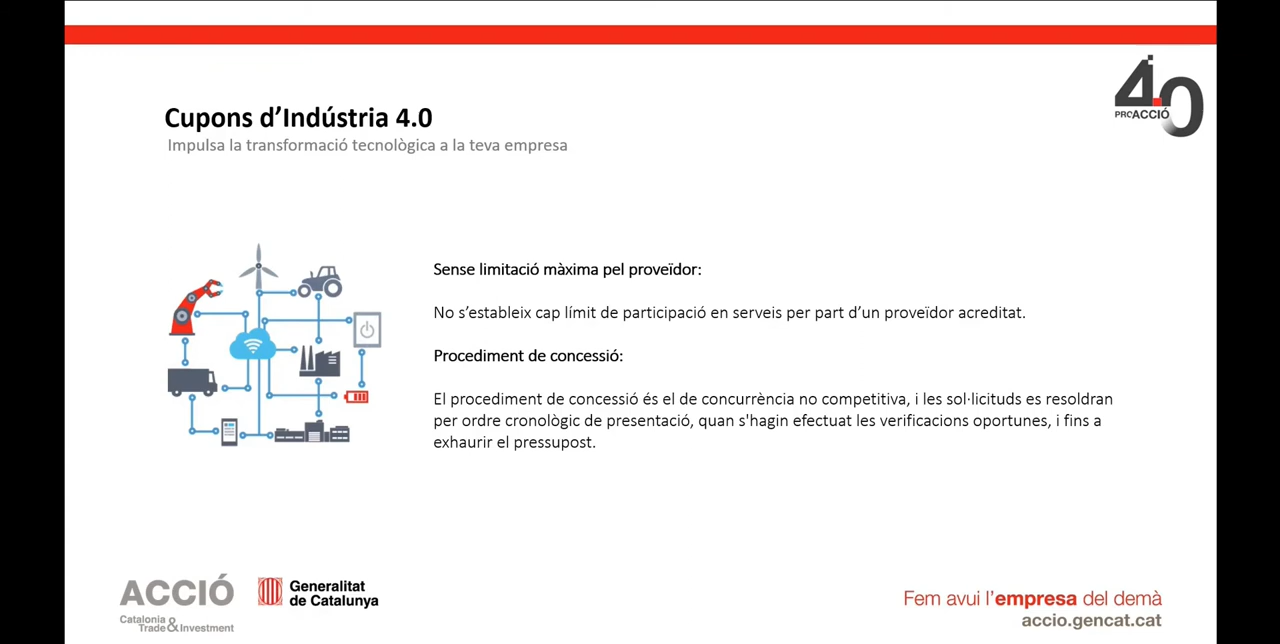 4.0
PROACCIÓ
Cupons d’Indústria 4.0
Impulsa la transformació tecnològica a la teva empresa
Sense limitació màxima pel proveïdor:
No s’estableix cap límit de participació en serveis per part d’un proveïdor acreditat.
Procediment de concessió:
El procediment de concessió és el de concurrència no competitiva, i les sol·licituds es resoldran
per ordre cronològic de presentació, quan s'hagin efectuat les verificacions oportunes, i fins a
exhaurir el pressupost.
ACCIÓ
Catalonia
Trade & Investment
Generalitat
de Catalunya
Fem avui l’empresa del demà
accio.gencat.cat